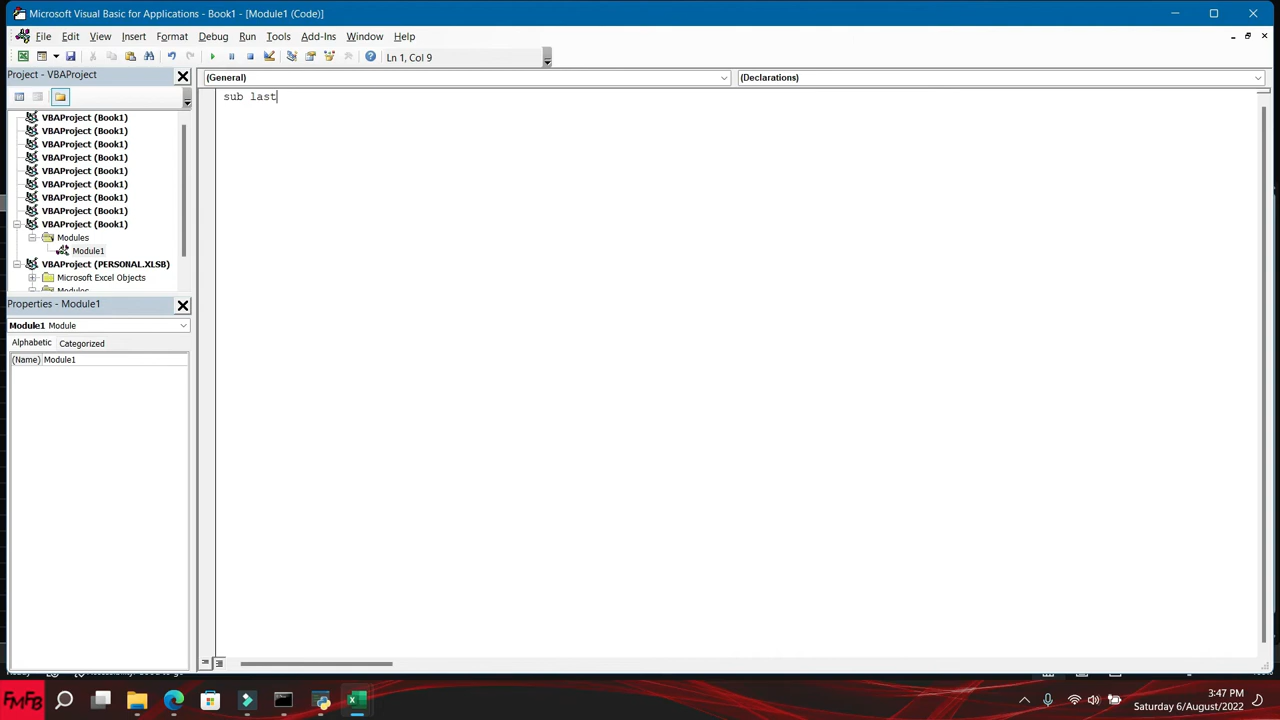 Microsoft Visual Basic for Applications - Book1 - [Module1 (Code)]
File Edit View Insert Format Debug Run Tools Add-Ins Window Help
Ln 1, Col 9
Project - VBAProject
(General)
(Declarations)
sub last
VBAProject (Book1)
VBAProject (Book1)
VBAProject (Book1)
VBAProject (Book1)
VBAProject (Book1)
VBAProject (Book1)
VBAProject (Book1)
VBAProject (Book1)
VBAProject (Book1)
Modules
Module1
VBAProject (PERSONAL.XLSB)
Microsoft Excel Objects
Modules
Properties - Module1
Module1 Module
Alphabetic Categorized
(Name) Module1
FMFB
3:47 PM
Saturday 6/August/2022